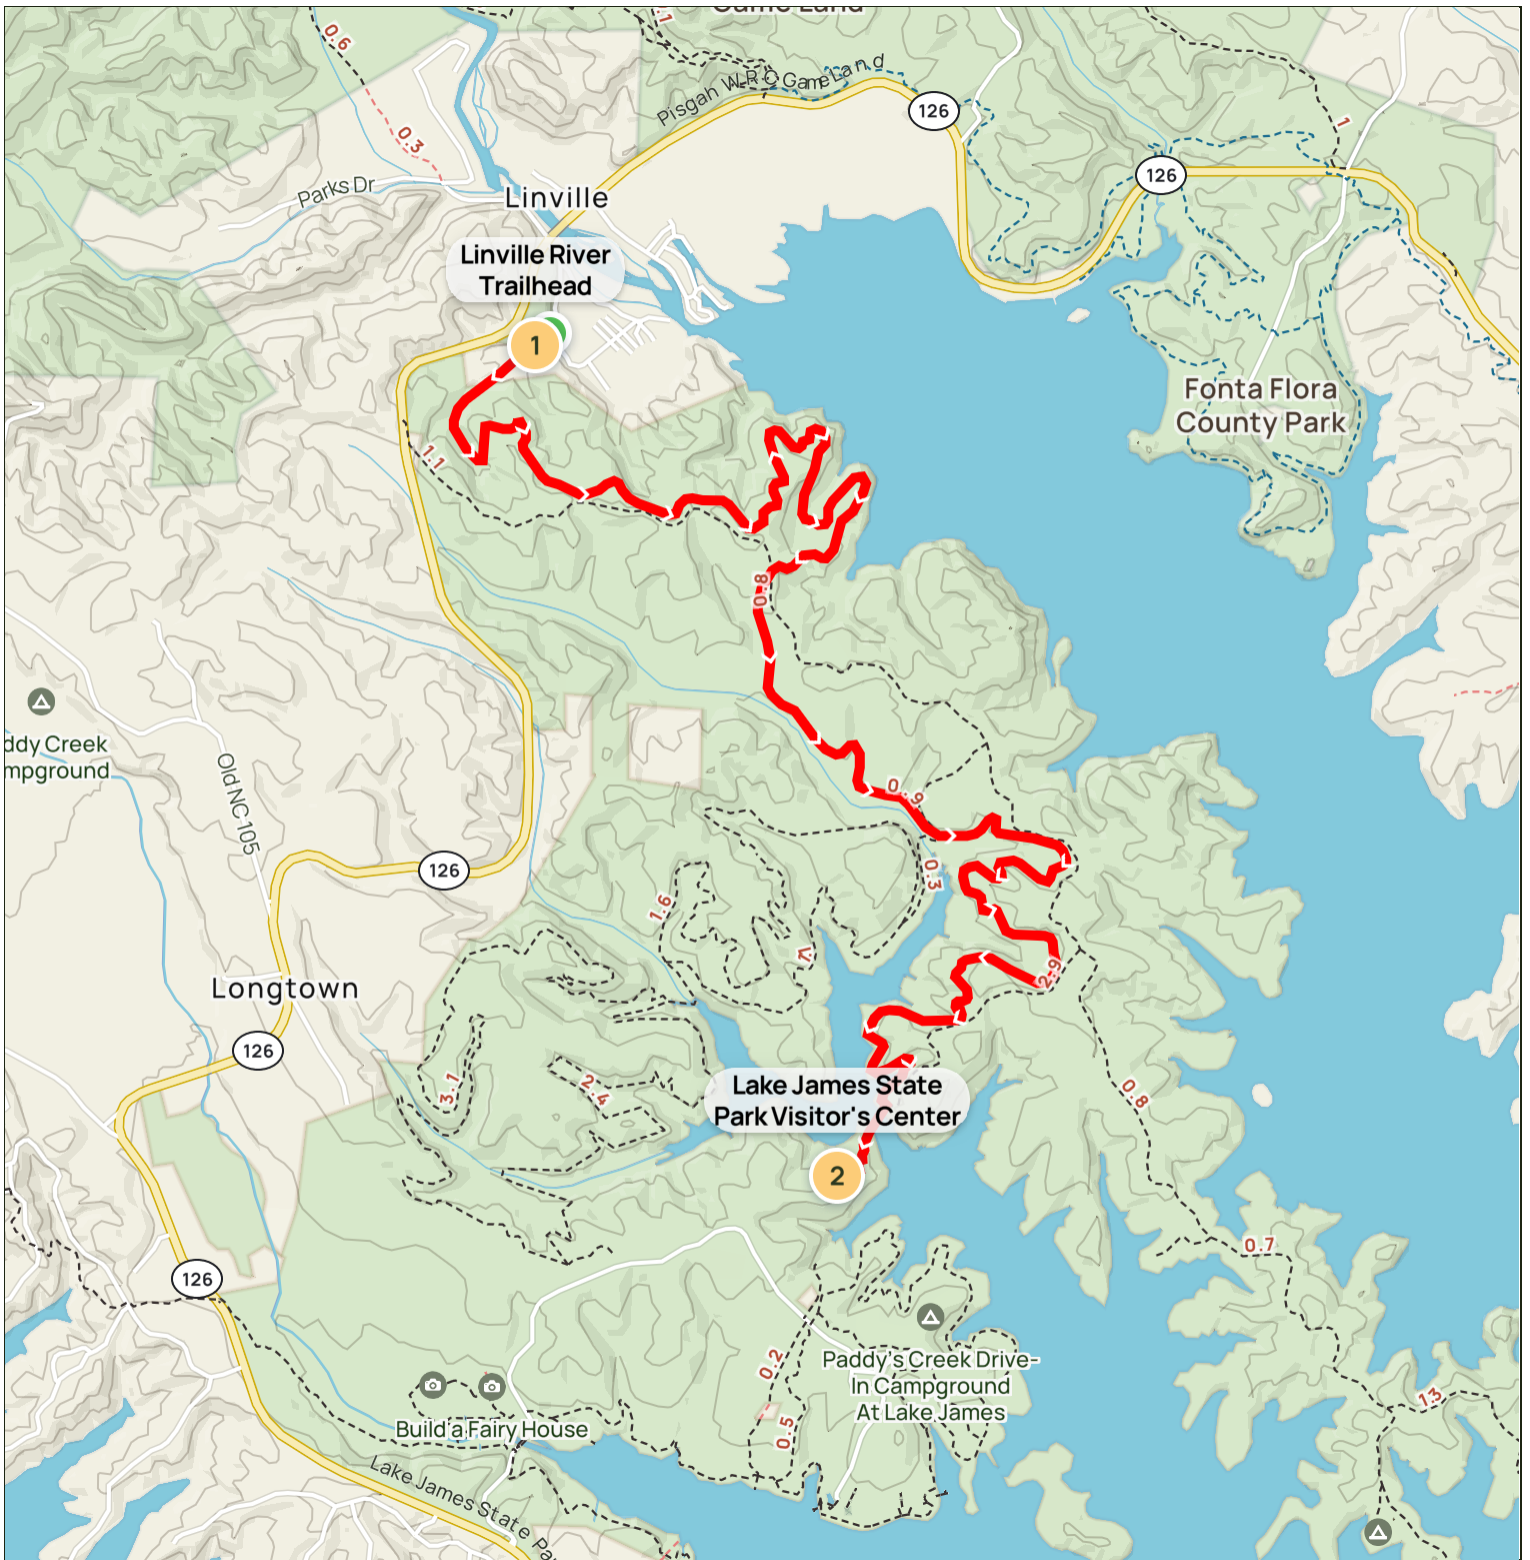 0.6
.1
Pisgah W R C Game Land
126
0.3
1
126
Parks Dr
Linville
Linville River
Trailhead
1
Fonta Flora
County Park
1.1
0.8
ddy Creek
mpground
Old NC 105
0.9
126
0.3
1.6
Longtown
2.9
126
3.1
2.4
Lake James State
Park Visitor's Center
0.8
2
0.7
126
0.2
Paddy's Creek Drive-
In Campground
At Lake James
1.3
Build a Fairy House
0.5
Lake James State Pa